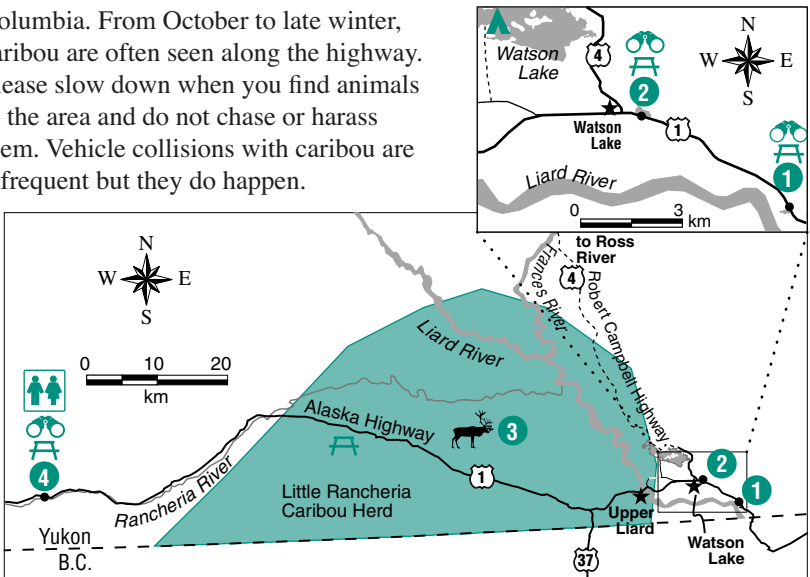 olumbia. From October to late winter,
aribou are often seen along the highway.
lease slow down when you find animals
the area and do not chase or harass
em. Vehicle collisions with caribou are
frequent but they do happen.
Watson
Lake
4
2
N
W E
S
Watson
Lake
1
1
Liard River
0 3
km
N
W E
S
0 10 20
km
to Ross
River
4
Frances River
Robert Campbell Highway
Liard River
Alaska Highway
3
4
Rancheria River
1
Little Rancheria
Caribou Herd
2
1
Upper
Liard
Watson
Lake
Yukon
B.C.
37